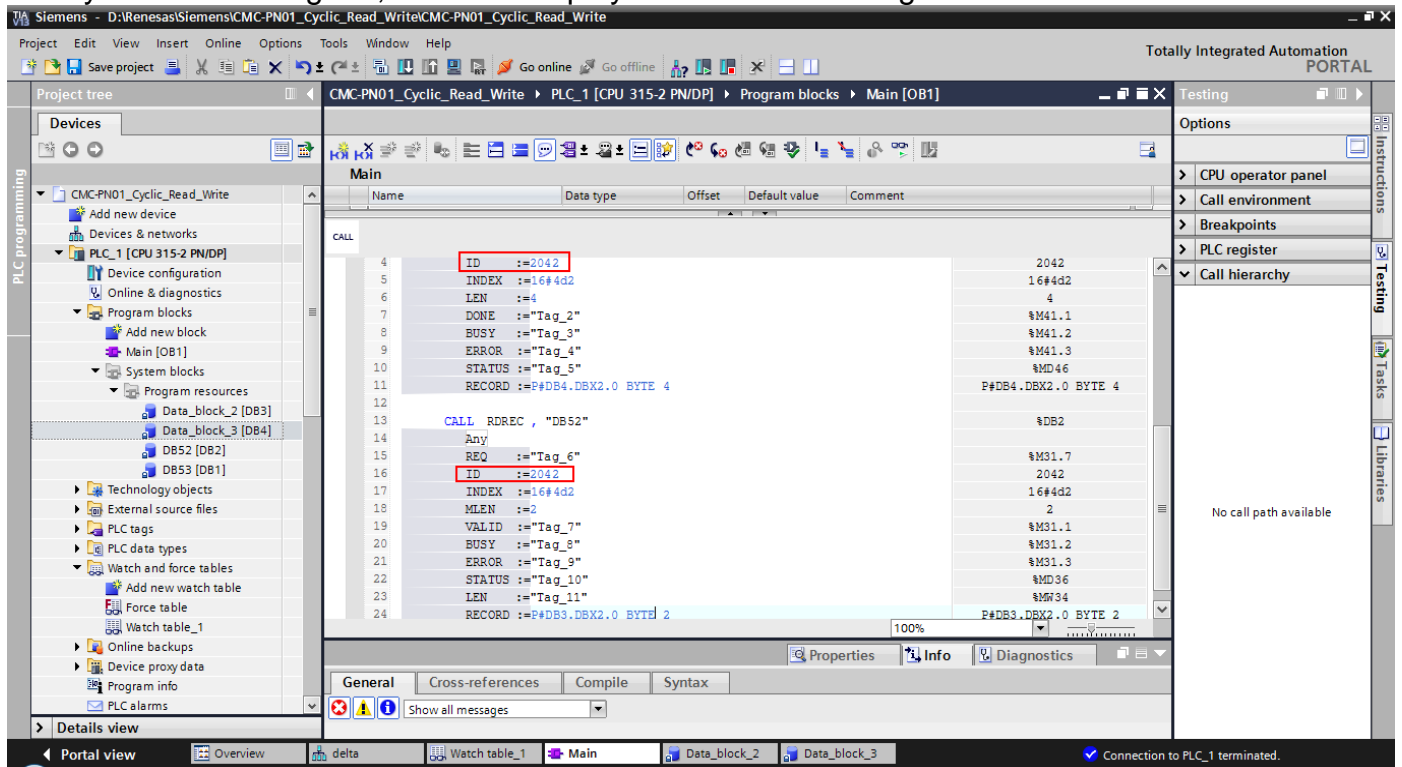 Siemens - D:\Renesas\Siemens\CMC-PN01_Cyclic_Read_Write\CMC-PN01_Cyclic_Read_Write
Project Edit View Insert Online Options Tools Window Help
Totally Integrated Automation
PORTAL
Save project Go online Go offline
Project tree
CMC-PN01_Cyclic_Read_Write PLC_1 [CPU 315-2 PN/DP] Program blocks Main [OB1]
Testing
Devices
Options
Main
Name Data type Offset Default value Comment
CALL
CMC-PN01_Cyclic_Read_Write
Add new device
Devices & networks
PLC_1 [CPU 315-2 PN/DP]
Device configuration
Online & diagnostics
Program blocks
Add new block
Main [OB1]
System blocks
Program resources
Data_block_2 [DB3]
Data_block_3 [DB4]
DB52 [DB2]
DB53 [DB1]
Technology objects
External source files
PLC tags
PLC data types
Watch and force tables
Add new watch table
Force table
Watch table_1
Online backups
Device proxy data
Program info
PLC alarms
Details view
PLC programming
4 ID :=2042 2042
5 INDEX :=16#4d2 16#4d2
6 LEN :=4 4
7 DONE :="Tag_2" %M41.1
8 BUSY :="Tag_3" %M41.2
9 ERROR :="Tag_4" %M41.3
10 STATUS :="Tag_5" %MD46
11 RECORD :=P#DB4.DBX2.0 BYTE 4 P#DB4.DBX2.0 BYTE 4
12
13 CALL RDREC , "DB52" %DB2
14 Any
15 REQ :="Tag_6" %M31.7
16 ID :=2042 2042
17 INDEX :=16#4d2 16#4d2
18 MLEN :=2 2
19 VALID :="Tag_7" %M31.1
20 BUSY :="Tag_8" %M31.2
21 ERROR :="Tag_9" %M31.3
22 STATUS :="Tag_10" %MD36
23 LEN :="Tag_11" %MW34
24 RECORD :=P#DB3.DBX2.0 BYTE 2 P#DB3.DBX2.0 BYTE 2
100%
Properties Info Diagnostics
General Cross-references Compile Syntax
Show all messages
CPU operator panel
Call environment
Breakpoints
PLC register
Call hierarchy
No call path available
Instructions
Testing
Tasks
Libraries
Portal view Overview delta Watch table_1 Main Data_block_2 Data_block_3 Connection to PLC_1 terminated.